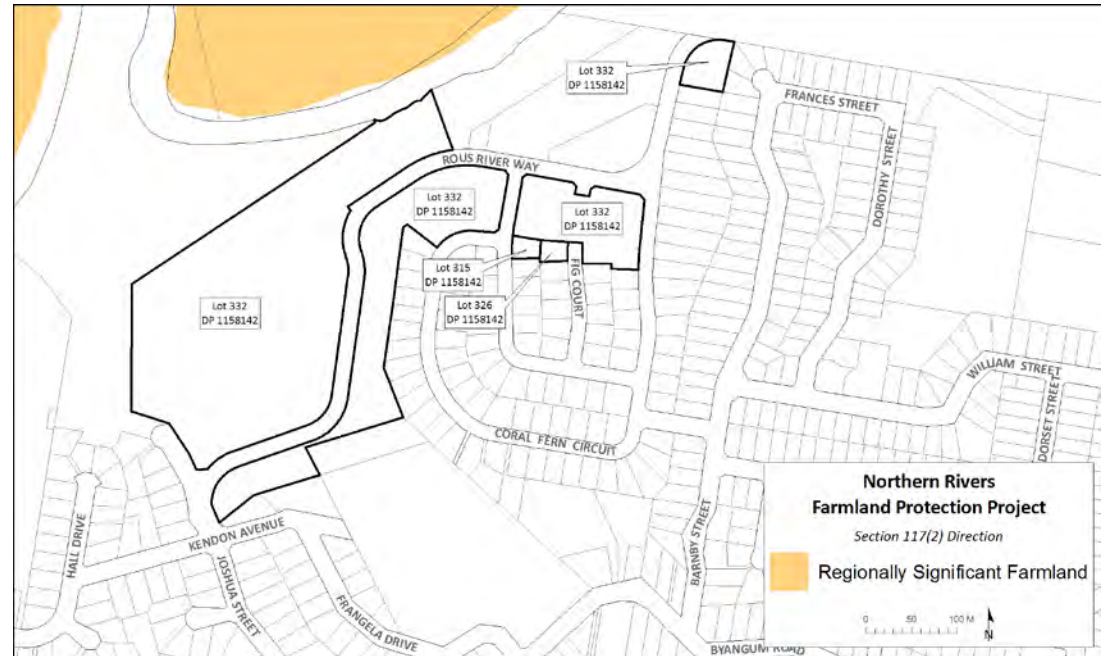 Lot 332
DP 1158142
FRANCES STREET
DOROTHY STREET
ROUS RIVER WAY
Lot 332
DP 1158142
Lot 332
DP 1158142
Lot 315
DP 1158142
FIG COURT
Lot 326
DP 1158142
Lot 332
DP 1158142
WILLIAM STREET
DORSET STREET
CORAL FERN CIRCUIT
BARNBY STREET
KENDON AVENUE
HALL DRIVE
JOSHUA STREET
FRANGELA DRIVE
BYANGUM ROAD
Northern Rivers
Farmland Protection Project
Section 117(2) Direction
Regionally Significant Farmland
0 50 100 M
N